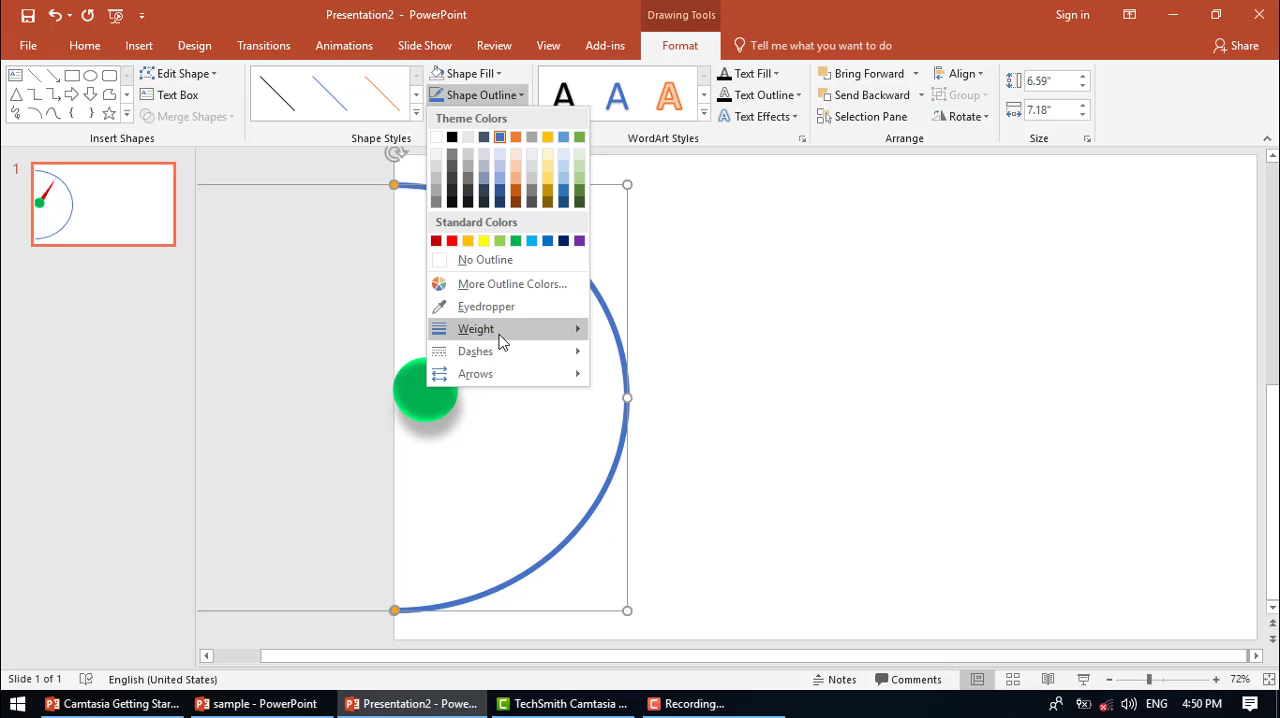 Presentation2 - PowerPoint
Drawing Tools
Sign in
File
Home
Insert
Design
Transitions
Animations
Slide Show
Review
View
Add-ins
Format
Tell me what you want to do
Share
Edit Shape
Text Box
Merge Shapes
Insert Shapes
Shape Styles
Shape Fill
Shape Outline
A
A
A
WordArt Styles
Text Fill
Text Outline
Text Effects
Bring Forward
Send Backward
Selection Pane
Align
Group
Rotate
Arrange
6.59"
7.18"
Size
Theme Colors
Standard Colors
No Outline
More Outline Colors...
Eyedropper
Weight
Dashes
Arrows
1
Slide 1 of 1
English (United States)
Notes
Comments
72%
Camtasia Getting Star...
sample - PowerPoint
Presentation2 - Powe...
TechSmith Camtasia ...
Recording...
ENG
4:50 PM